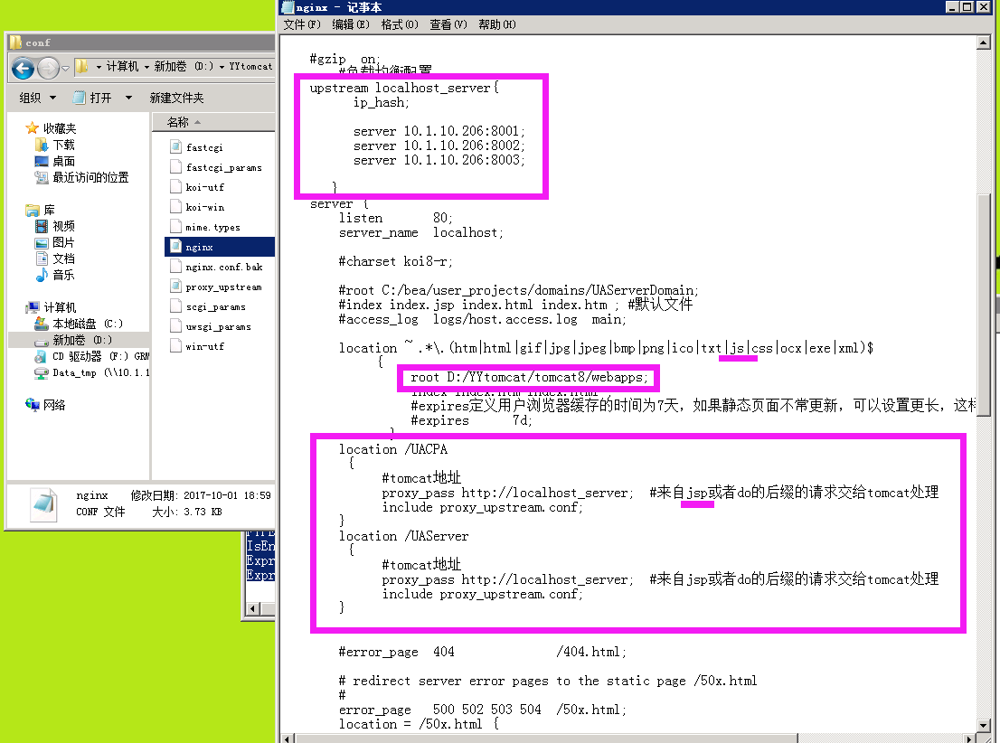 conf
计算机 新加卷 (D:) YYtomcat
组织 打开 新建文件夹
收藏夹
下载
桌面
最近访问的位置
库
视频
图片
文档
音乐
计算机
本地磁盘 (C:)
新加卷 (D:)
CD 驱动器 (F:) GRM
Data_tmp (\\10.1.1
网络
名称
fastcgi
fastcgi_params
koi-utf
koi-win
mime.types
nginx
nginx.conf.bak
proxy_upstream
scgi_params
uwsgi_params
win-utf
nginx 修改日期: 2017-10-01 18:59
CONF 文件 大小: 3.73 KB
IsEn
Expr
Expr
nginx - 记事本
文件(F) 编辑(E) 格式(O) 查看(V) 帮助(H)
#gzip on;
#负载均衡配置
upstream localhost_server{
ip_hash;
server 10.1.10.206:8001;
server 10.1.10.206:8002;
server 10.1.10.206:8003;
}
server {
listen 80;
server_name localhost;
#charset koi8-r;
#root C:/bea/user_projects/domains/UAServerDomain;
#index index.jsp index.html index.htm ; #默认文件
#access_log logs/host.access.log main;
location ~ .*\.(htm|html|gif|jpg|jpeg|bmp|png|ico|txt|js|css|ocx|exe|xml)$
{
root D:/YYtomcat/tomcat8/webapps;
index index.htm index.html ;
#expires定义用户浏览器缓存的时间为7天，如果静态页面不常更新，可以设置更长，这样
#expires 7d;
}
location /UACPA
{
#tomcat地址
proxy_pass http://localhost_server; #来自jsp或者do的后缀的请求交给tomcat处理
include proxy_upstream.conf;
}
location /UAServer
{
#tomcat地址
proxy_pass http://localhost_server; #来自jsp或者do的后缀的请求交给tomcat处理
include proxy_upstream.conf;
}
#error_page 404 /404.html;
# redirect server error pages to the static page /50x.html
#
error_page 500 502 503 504 /50x.html;
location = /50x.html {